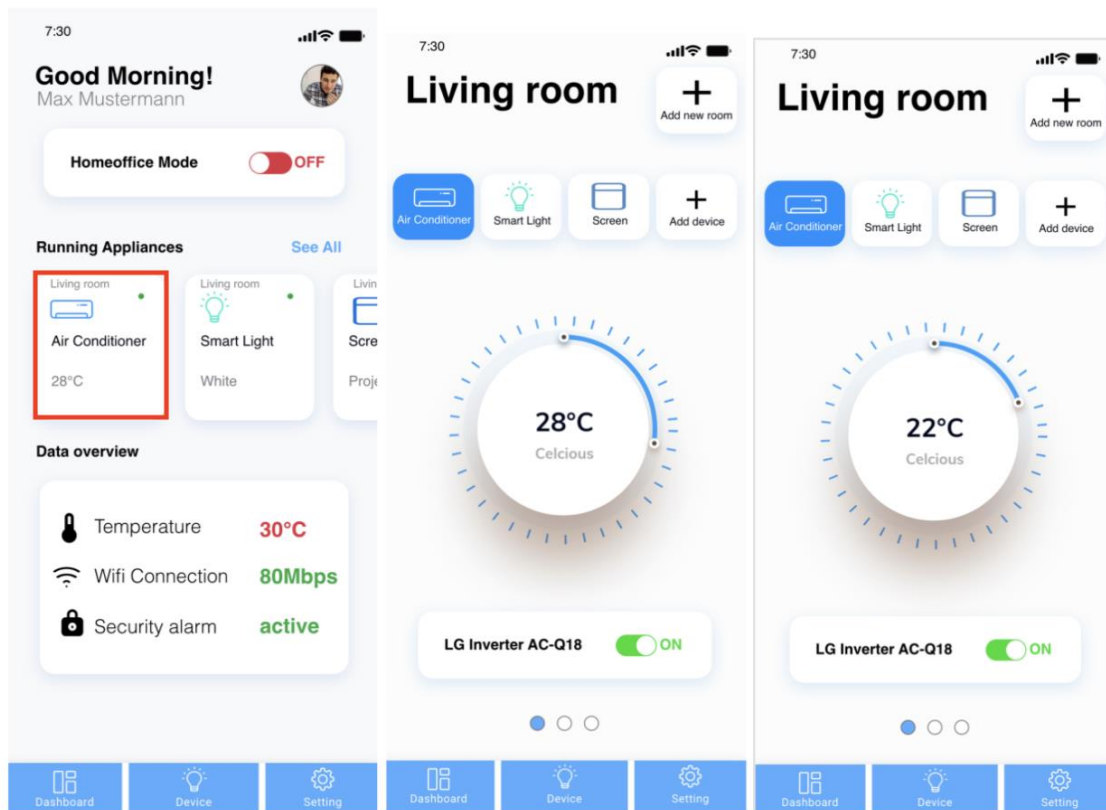 7:30
Good Morning!
Max Mustermann
Homeoffice Mode OFF
Running Appliances See All
Living room Living room Livin
Air Conditioner Smart Light Scre
28°C White Proje
Data overview
Temperature 30°C
Wifi Connection 80Mbps
Security alarm active
Dashboard Device Setting
7:30
Living room
Add new room
Air Conditioner Smart Light Screen Add device
28°C
Celcious
LG Inverter AC-Q18 ON
Dashboard Device Setting
7:30
Living room
Add new room
Air Conditioner Smart Light Screen Add device
22°C
Celcious
LG Inverter AC-Q18 ON
Dashboard Device Setting